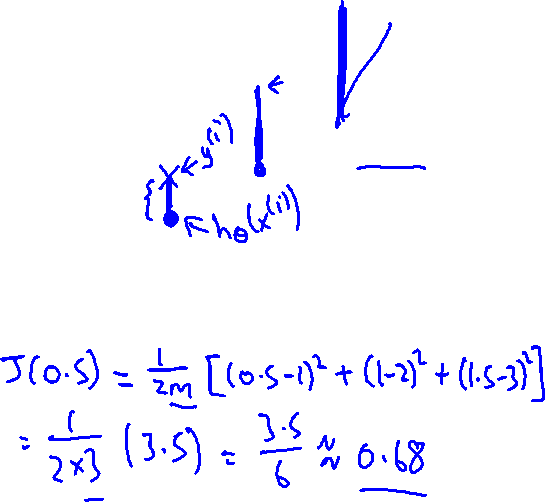 y^(i)
h_θ(x^(i))
J(0.5) = 1/2m [(0.5-1)² + (1-2)² + (1.5-3)²]
= 1/2×3 (3.5) = 3.5/6 ≈ 0.68